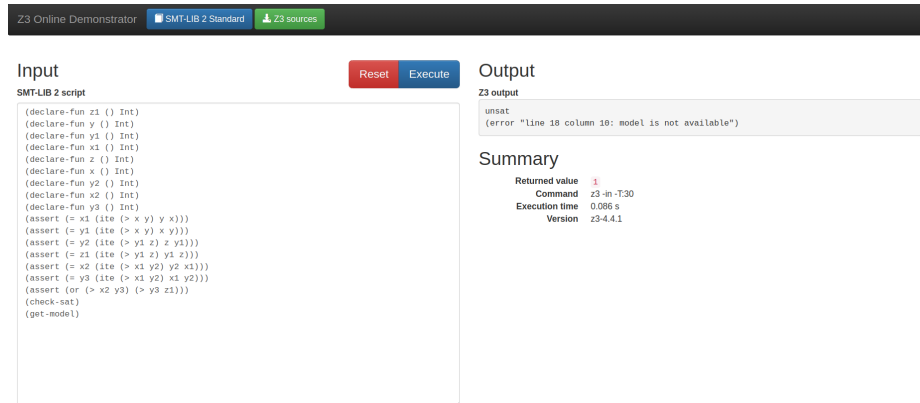 Z3 Online Demonstrator SMT-LIB 2 Standard Z3 sources
Input Reset Execute
SMT-LIB 2 script
(declare-fun z1 () Int)
(declare-fun y () Int)
(declare-fun y1 () Int)
(declare-fun x1 () Int)
(declare-fun z () Int)
(declare-fun x () Int)
(declare-fun y2 () Int)
(declare-fun x2 () Int)
(declare-fun y3 () Int)
(assert (= x1 (ite (> x y) y x)))
(assert (= y1 (ite (> x y) x y)))
(assert (= y2 (ite (> y1 z) z y1)))
(assert (= z1 (ite (> y1 z) y1 z)))
(assert (= x2 (ite (> x1 y2) y2 x1)))
(assert (= y3 (ite (> x1 y2) x1 y2)))
(assert (or (> x2 y3) (> y3 z1)))
(check-sat)
(get-model)
Output
Z3 output
unsat
(error "line 18 column 10: model is not available")
Summary
Returned value 1
Command z3 -in -T:30
Execution time 0.086 s
Version z3-4.4.1